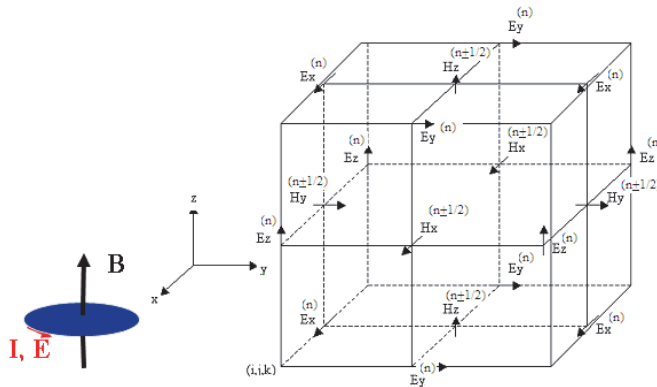 (n)
Ey
(n)
Ex
(n±1/2)
Hz
(n)
Ex
(n)
Ey
(n)
Ez
(n±1/2)
Hx
(n)
Ez
(n±1/2)
Hy
(n±1/2)
Hy
(n±1/2)
Hx
(n)
Ez
(n)
Ez
z
y
x
B
I, E
(n)
Ey
(n)
Ex
(n±1/2)
Hz
(n)
Ex
(i,j,k)
(n)
Ey